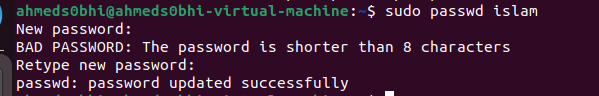 ahmeds0bhi@ahmeds0bhi-virtual-machine:~$ sudo passwd islam
New password:
BAD PASSWORD: The password is shorter than 8 characters
Retype new password:
passwd: password updated successfully